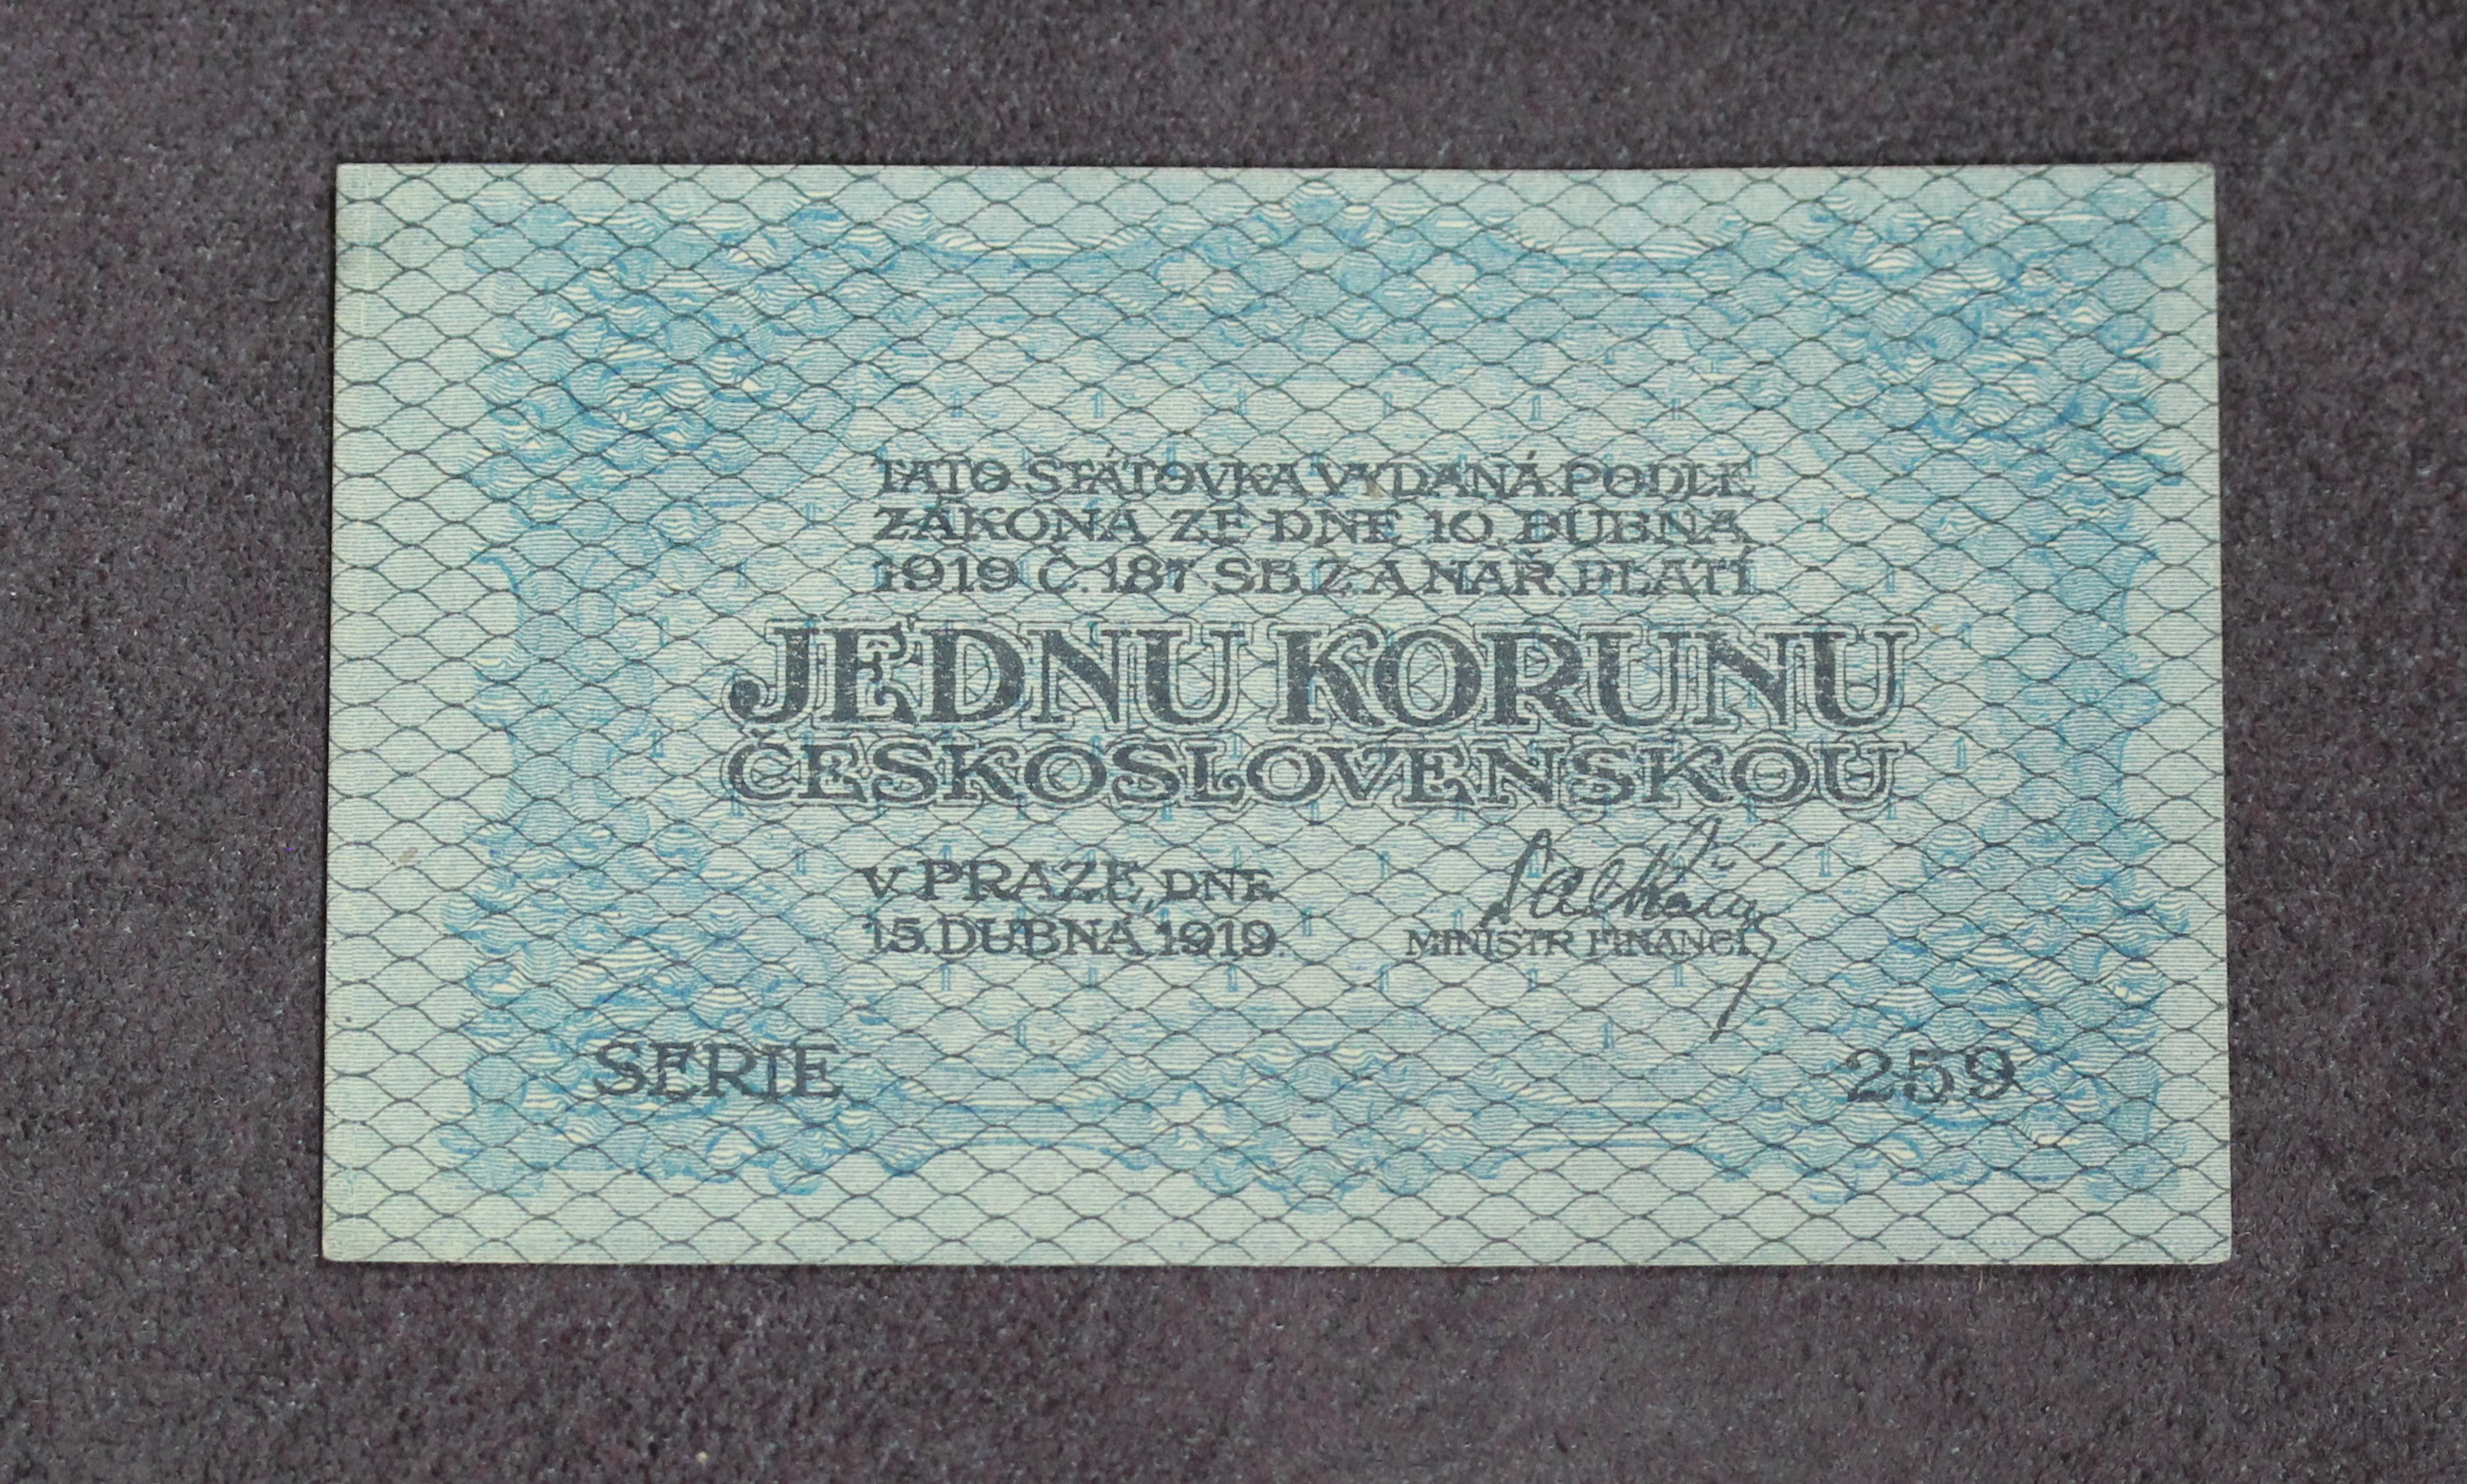 TATO STÁTOVKA VYDANÁ PODLE
ZÁKONA ZE DNE 10. DUBNA
1919 Č. 187 SB. Z. A NAŘ. PLATÍ
JEDNU KORUNU
ČESKOSLOVENSKOU
V PRAZE, DNE
15. DUBNA 1919.
MINISTR FINANCÍ
SERIE 259